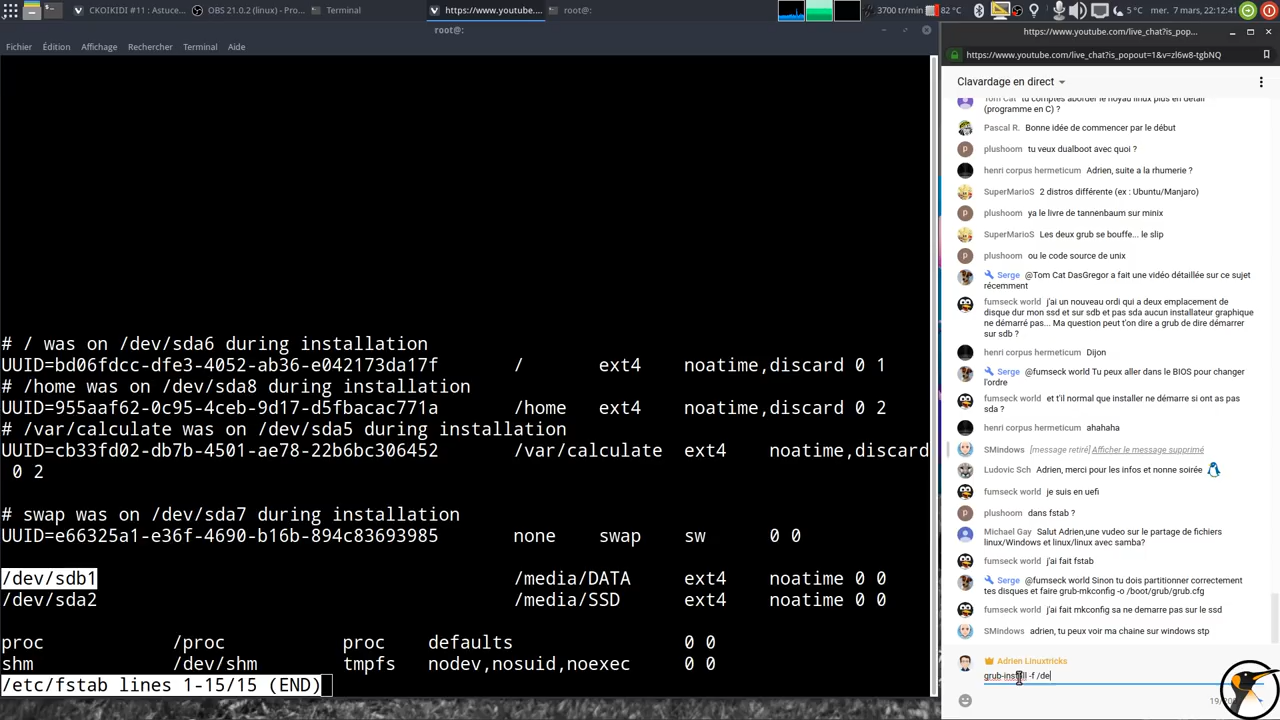 CKOIKIDI #11 : Astuce...
OBS 21.0.2 (linux) - Pro...
Terminal
https://www.youtube....
root@:
3700 tr/min
82 °C
5 °C
mer. 7 mars, 22:12:41
root@:
Fichier Édition Affichage Rechercher Terminal Aide
# / was on /dev/sda6 during installation
UUID=bd06fdcc-dfe3-4052-ab36-e042173da17f / ext4 noatime,discard 0 1
# /home was on /dev/sda8 during installation
UUID=955aaf62-0c95-4ceb-9d17-d5fbacac771a /home ext4 noatime,discard 0 2
# /var/calculate was on /dev/sda5 during installation
UUID=cb33fd02-db7b-4501-9c78-22b6bc306452 /var/calculate ext4 noatime,discard
0 2
# swap was on /dev/sda7 during installation
none swap sw 0 0
/dev/sdb1 /media/DATA ext4 noatime 0 0
/dev/sda2 /media/SSD ext4 noatime 0 0
proc /proc proc defaults 0 0
shm /dev/shm tmpfs nodev,nosuid,noexec 0 0
/etc/fstab lines 1-15/15 (END)
https://www.youtube.com/live_chat?is_pop...
https://www.youtube.com/live_chat?is_popout=1&v=zl6w8-tgbNQ
Clavardage en direct
Tom Cat tu comptes aborder le noyau linux plus en détail
(programme en C) ?
Pascal R. Bonne idée de commencer par le début
plushoom tu veux dualboot avec quoi ?
henri corpus hermeticum Adrien, suite a la rhumerie ?
SuperMarioS 2 distros différente (ex : Ubuntu/Manjaro)
plushoom ya le livre de tannenbaum sur minix
SuperMarioS Les deux grub se bouffe... le slip
plushoom ou le code source de unix
Serge @Tom Cat DasGregor a fait une vidéo détaillée sur ce sujet
récemment
fumseck world j'ai un nouveau ordi qui a deux emplacement de
disque dur mon ssd et sur sdb et pas sda aucun installateur graphique
ne démarré pas... Ma question peut t'on dire a grub de dire démarrer
sur sdb ?
henri corpus hermeticum Dijon
Serge @fumseck world Tu peux aller dans le BIOS pour changer
l'ordre
fumseck world et t'il normal que installer ne démarre si ont as pas
sda ?
henri corpus hermeticum ahahaha
SMindows [message retiré] Afficher le message supprimé
Ludovic Sch Adrien, merci pour les infos et nonne soirée
fumseck world je suis en uefi
plushoom dans fstab ?
Michael Gay Salut Adrien,une vudeo sur le partage de fichiers
linux/Windows et linux/linux avec samba?
fumseck world j'ai fait fstab
Serge @fumseck world Sinon tu dois partitionner correctement
tes disques et faire grub-mkconfig -o /boot/grub/grub.cfg
fumseck world j'ai fait mkconfig sa ne demarre pas sur le ssd
SMindows adrien, tu peux voir ma chaine sur windows stp
Adrien Linuxtricks
grub-install -f /de